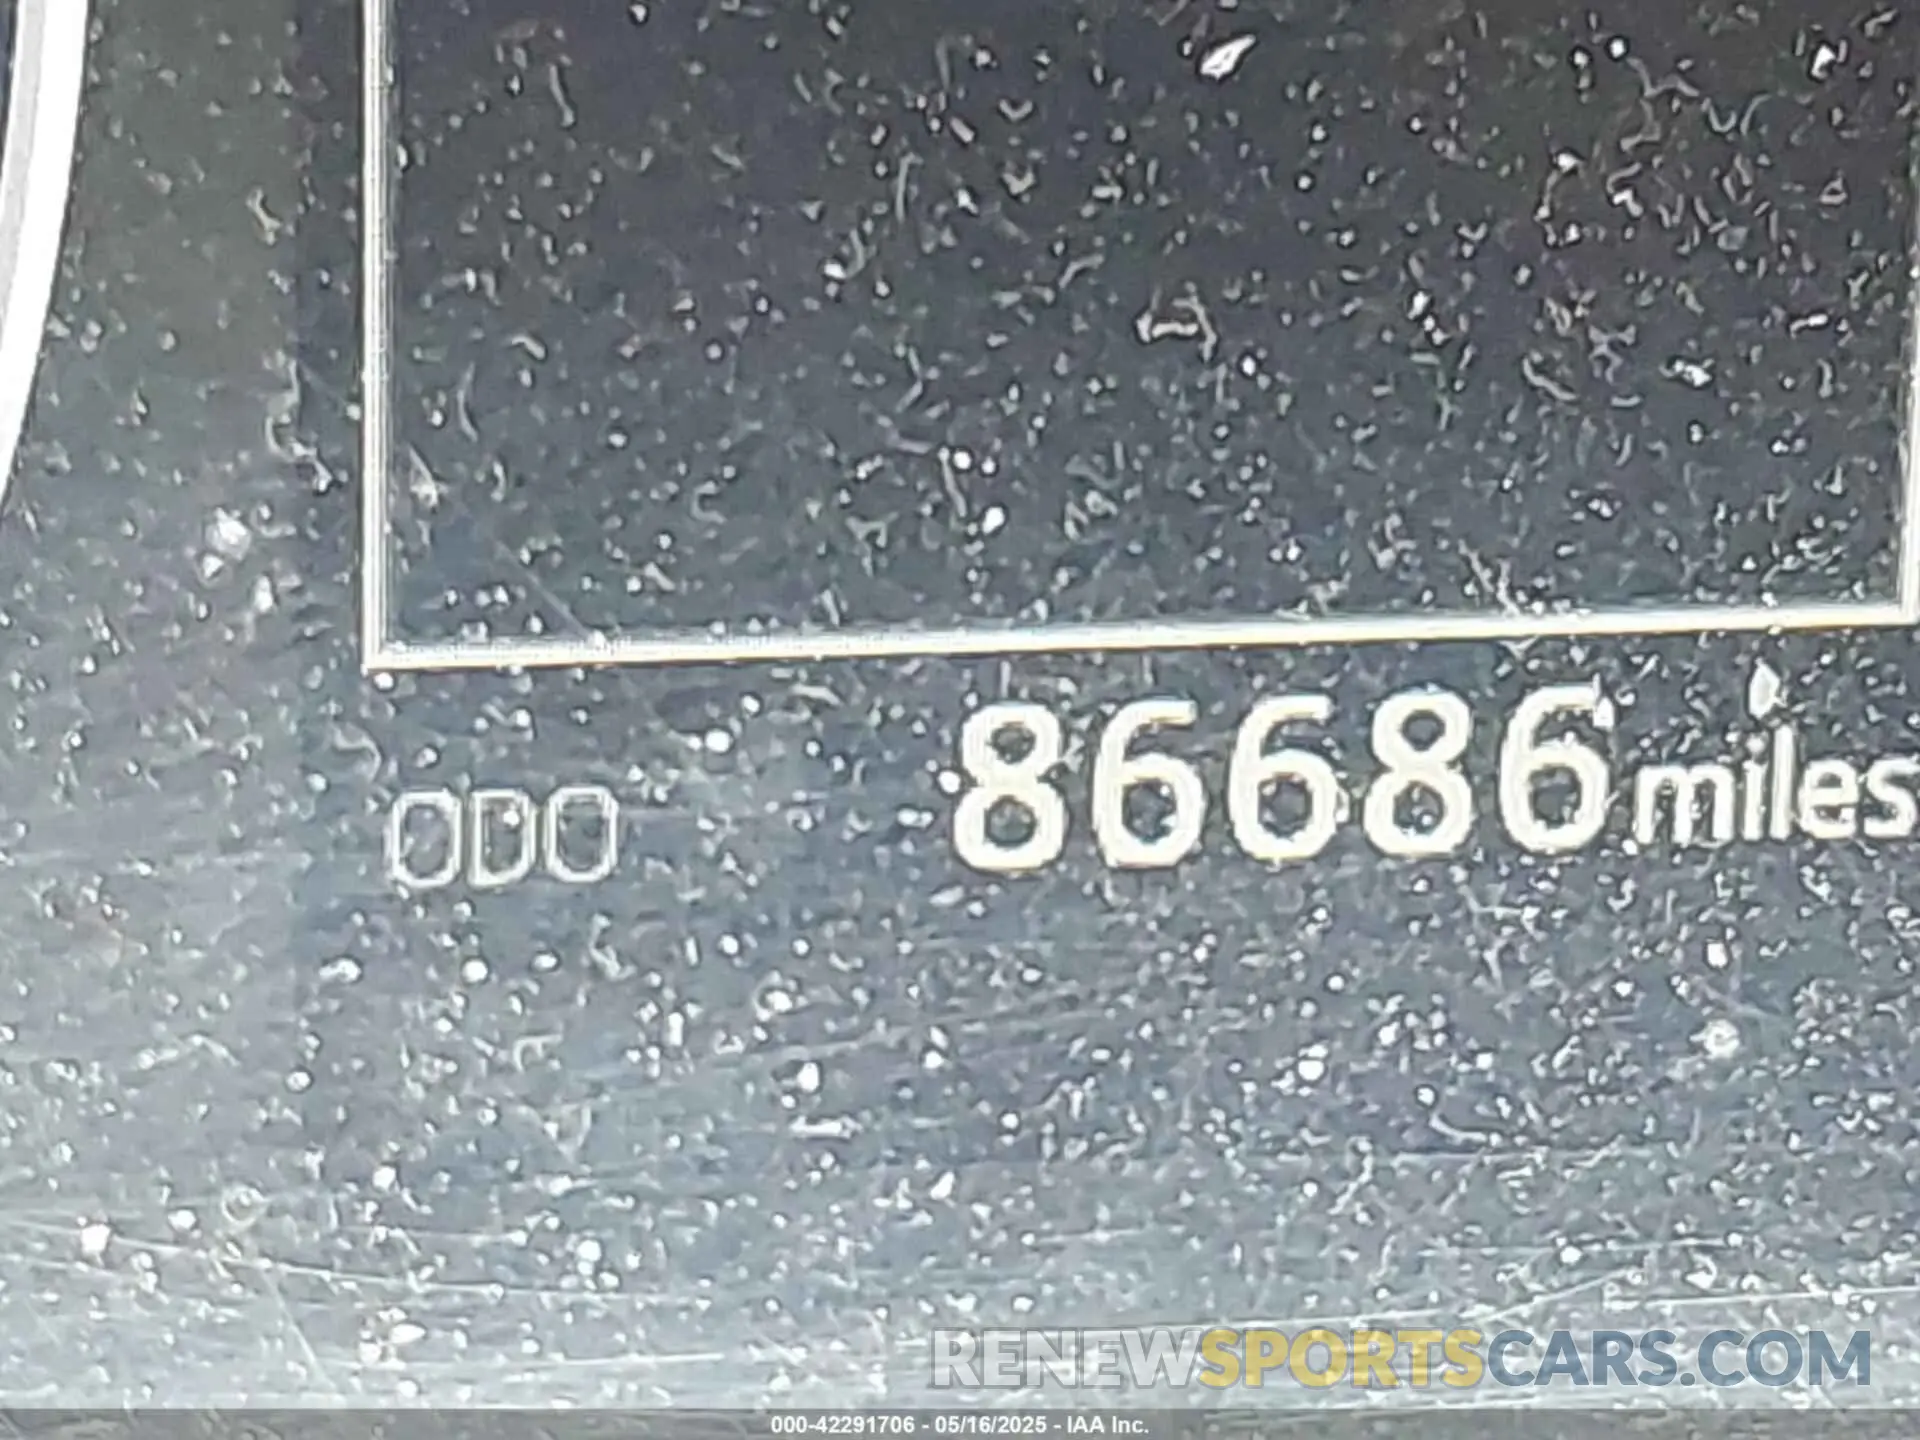 ODO 86686 miles
RENEWSPORTSCARS.COM
000-42291706 - 05/16/2025 - IAA Inc.